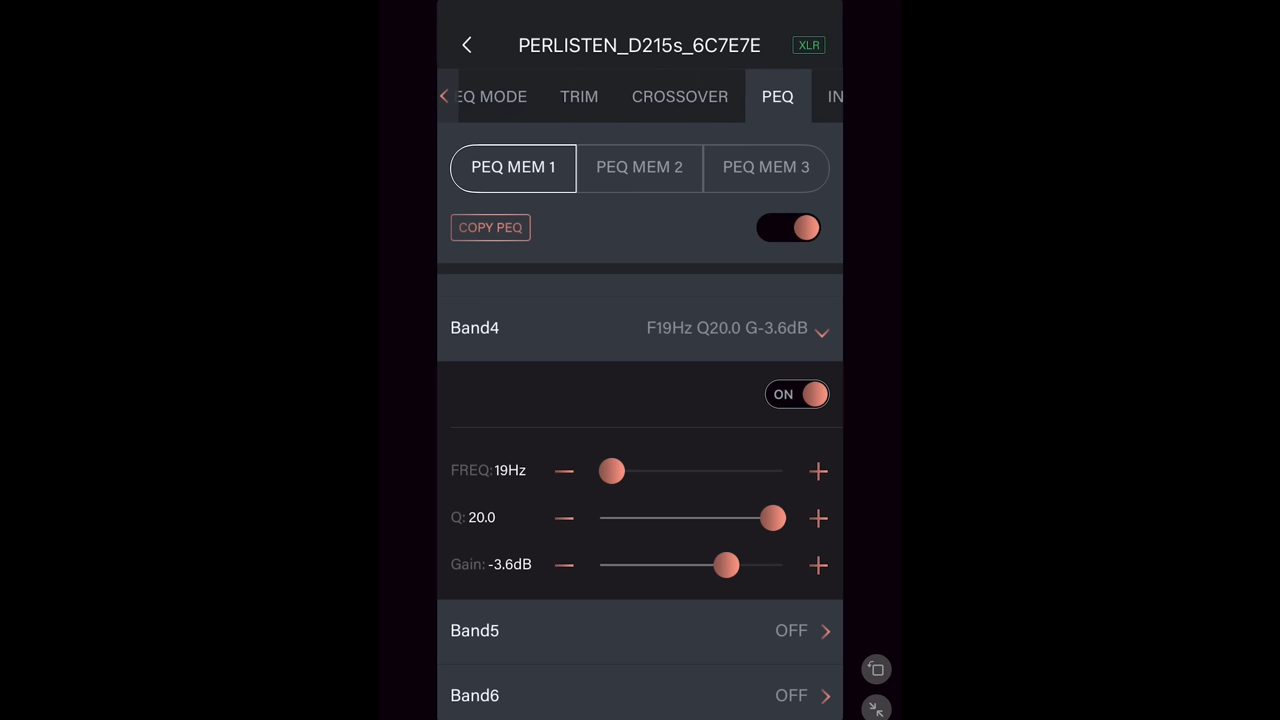 PERLISTEN_D215s_6C7E7E XLR
EQ MODE TRIM CROSSOVER PEQ IN
PEQ MEM 1 PEQ MEM 2 PEQ MEM 3
COPY PEQ
Band4 F19Hz Q20.0 G-3.6dB
ON
FREQ:19Hz
Q: 20.0
Gain: -3.6dB
Band5 OFF
Band6 OFF